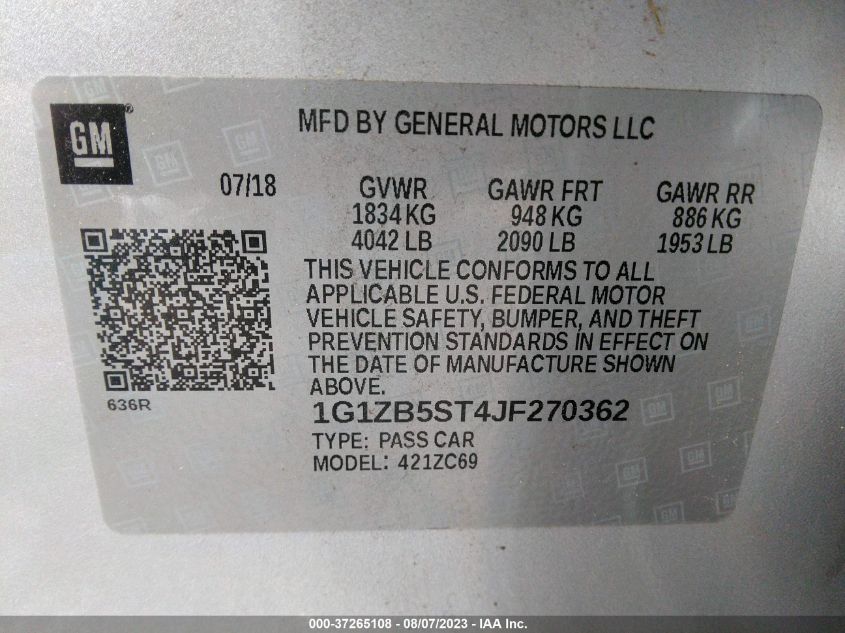 GM
MFD BY GENERAL MOTORS LLC
07/18 GVWR GAWR FRT GAWR RR
1834 KG 948 KG 886 KG
4042 LB 2090 LB 1953 LB
THIS VEHICLE CONFORMS TO ALL
APPLICABLE U.S. FEDERAL MOTOR
VEHICLE SAFETY, BUMPER, AND THEFT
PREVENTION STANDARDS IN EFFECT ON
THE DATE OF MANUFACTURE SHOWN
ABOVE.
636R
1G1ZB5ST4JF270362
TYPE: PASS CAR
MODEL: 421ZC69
000-37265108 - 08/07/2023 - IAA Inc.